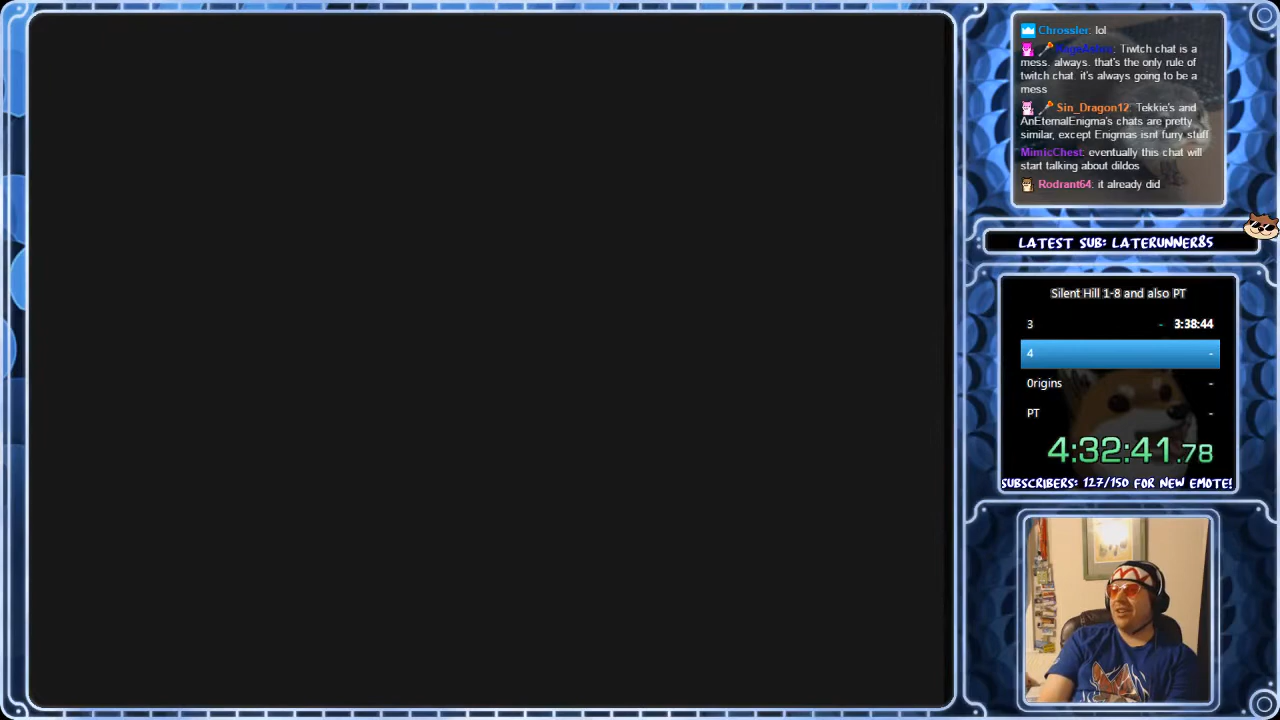 Chrossler: lol
Tiwtch chat is a
mess. always. that's the only rule of
twitch chat. it's always going to be a
mess
Sin_Dragon12: Tekkie's and
AnEternalEnigma's chats are pretty
similar, except Enigmas isnt furry stuff
MimicChest: eventually this chat will
start talking about dildos
Rodrant64: it already did
LATEST SUB: LATERUNNER85
Silent Hill 1-8 and also PT
3 - 3:38:44
4 -
0rigins -
PT -
4:32:41.78
SUBSCRIBERS: 127/150 FOR NEW EMOTE!